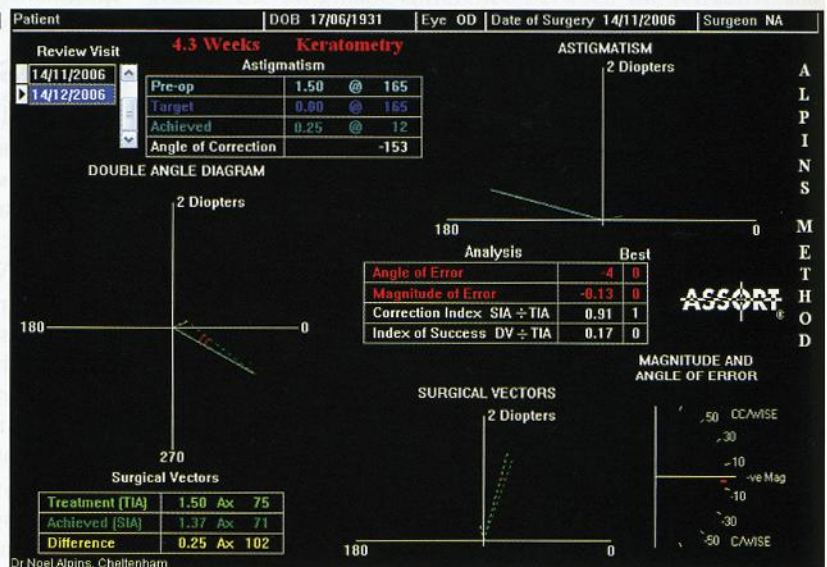 Patient DOB 17/06/1931 Eye OD Date of Surgery 14/11/2006 Surgeon NA
Review Visit
14/11/2006
14/12/2006
4.3 Weeks Keratometry
Astigmatism
Pre-op 1.50 @ 165
Target 0.00 @ 165
Achieved 0.25 @ 12
Angle of Correction -153
ASTIGMATISM
2 Diopters
180 0
DOUBLE ANGLE DIAGRAM
2 Diopters
180 0
270
Analysis Best
Angle of Error -4 0
Magnitude of Error -0.13 0
Correction Index SIA ÷ TIA 0.91 1
Index of Success DV ÷ TIA 0.17 0
ALPINS METHOD
ASSORT®
SURGICAL VECTORS
2 Diopters
180 0
MAGNITUDE AND
ANGLE OF ERROR
50 CC/WISE
30
10
-ve Mag
-10
-30
-50 C/WISE
Surgical Vectors
Treatment (TIA) 1.50 Ax 75
Achieved (SIA) 1.37 Ax 71
Difference 0.25 Ax 102
Dr Noel Alpins, Cheltenham